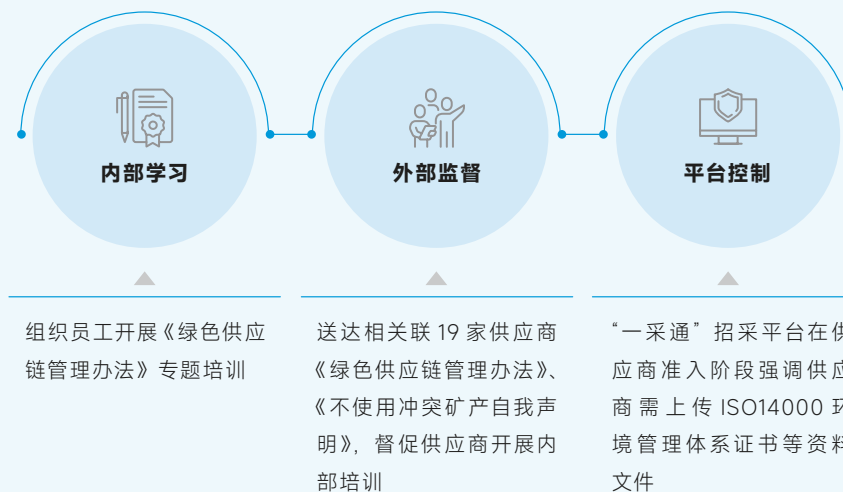 内部学习
外部监督
平台控制
组织员工开展《绿色供应
链管理办法》专题培训
送达相关联 19 家供应商
《绿色供应链管理办法》、
《不使用冲突矿产自我声
明》，督促供应商开展内
部培训
“一采通”招采平台在供
应商准入阶段强调供应
商需上传 ISO14000 环
境管理体系证书等资料
文件